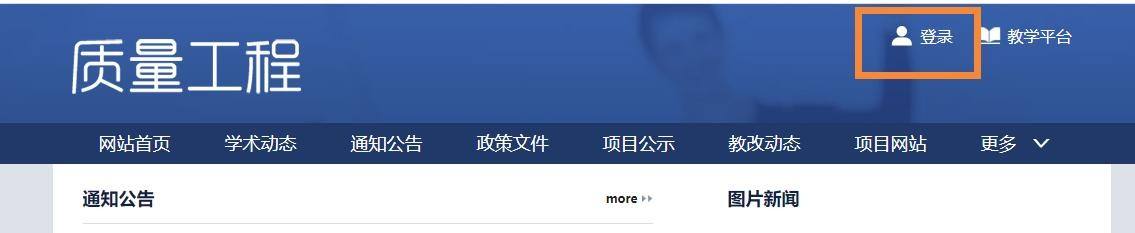 登录 教学平台
质量工程
网站首页 学术动态 通知公告 政策文件 项目公示 教改动态 项目网站 更多
通知公告 more 图片新闻